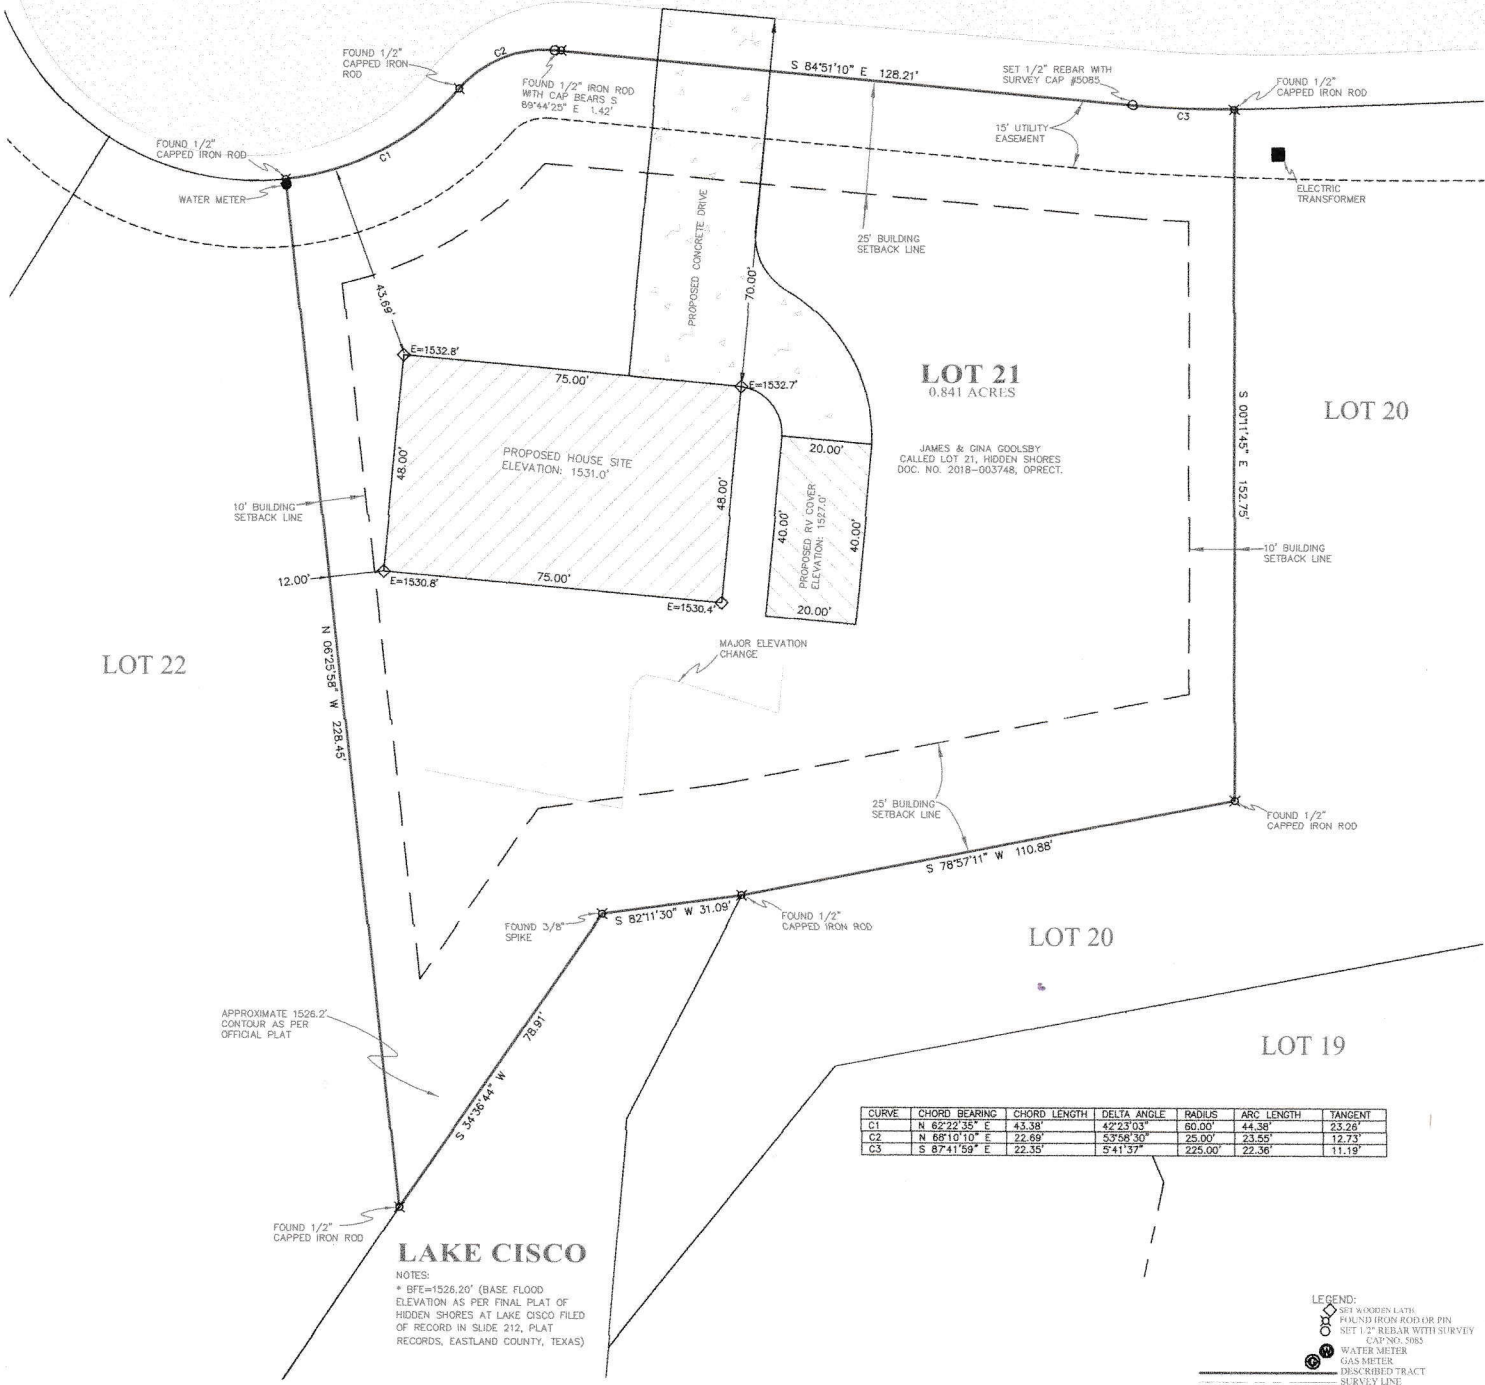 FOUND 1/2"
CAPPED IRON
ROD
C2
FOUND 1/2" IRON ROD
WITH CAP BEARS S
89°44'25" E 1.42'
S 84°51'10" E 128.21'
SET 1/2" REBAR WITH
SURVEY CAP #5085
FOUND 1/2"
CAPPED IRON ROD
C3
15' UTILITY
EASEMENT
FOUND 1/2"
CAPPED IRON ROD
C1
WATER METER
ELECTRIC
TRANSFORMER
25' BUILDING
SETBACK LINE
PROPOSED CONCRETE DRIVE
70.00'
43.69'
E=1532.8'
75.00'
E=1532.7'
LOT 21
0.841 ACRES
JAMES & GINA GOOLSBY
CALLED LOT 21, HIDDEN SHORES
DOC. NO. 2018-003748, OPRECT.
S 00°11'45" E 152.75'
LOT 20
PROPOSED HOUSE SITE
ELEVATION: 1531.0'
48.00'
48.00'
20.00'
40.00'
PROPOSED RV COVER
ELEVATION: 1527.0'
40.00'
20.00'
10' BUILDING
SETBACK LINE
10' BUILDING
SETBACK LINE
12.00'
E=1530.8'
75.00'
E=1530.4'
MAJOR ELEVATION
CHANGE
LOT 22
N 06°25'58" W 228.45'
25' BUILDING
SETBACK LINE
FOUND 1/2"
CAPPED IRON ROD
S 78°57'11" W 110.88'
FOUND 3/8"
SPIKE
S 82°11'30" W 31.09'
FOUND 1/2"
CAPPED IRON ROD
LOT 20
APPROXIMATE 1526.2'
CONTOUR AS PER
OFFICIAL PLAT
S 34°36'44" W 78.91'
LOT 19
CURVE CHORD BEARING CHORD LENGTH DELTA ANGLE RADIUS ARC LENGTH TANGENT
C1 N 62°22'35" E 43.38' 42°23'03" 60.00' 44.38' 23.26'
C2 N 68°10'10" E 22.69' 53°58'30" 25.00' 23.55' 12.73'
C3 S 87°41'59" E 22.35' 5°41'37" 225.00' 22.36' 11.19'
FOUND 1/2"
CAPPED IRON ROD
LAKE CISCO
NOTES:
* BFE=1526.20' (BASE FLOOD
ELEVATION AS PER FINAL PLAT OF
HIDDEN SHORES AT LAKE CISCO FILED
OF RECORD IN SLIDE 212, PLAT
RECORDS, EASTLAND COUNTY, TEXAS)
LEGEND:
SET WOODEN LATH
FOUND IRON ROD OR PIN
SET 1/2" REBAR WITH SURVEY
CAP NO. 5085
W WATER METER
G GAS METER
DESCRIBED TRACT
SURVEY LINE